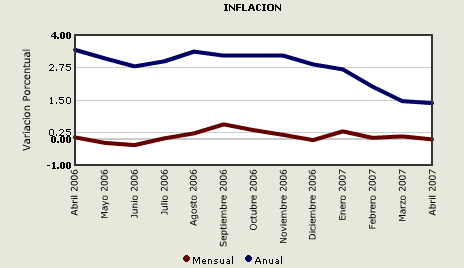 INFLACION
Variacion Porcentual
4.00
2.75
1.50
0.25
0.00
-1.00
Abril 2006
Mayo 2006
Junio 2006
Julio 2006
Agosto 2006
Septiembre 2006
Octubre 2006
Noviembre 2006
Diciembre 2006
Enero 2007
Febrero 2007
Marzo 2007
Abril 2007
Mensual Anual